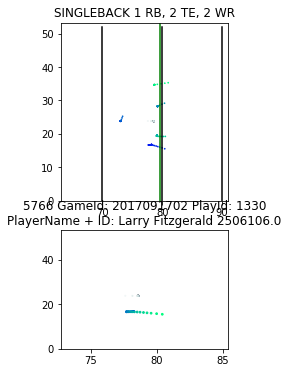 SINGLEBACK 1 RB, 2 TE, 2 WR
50
40
30
20
10
0
70 80 90
5766 GameId: 2017091702 PlayId: 1330
PlayerName + ID: Larry Fitzgerald 2506106.0
40
20
0
75 80 85